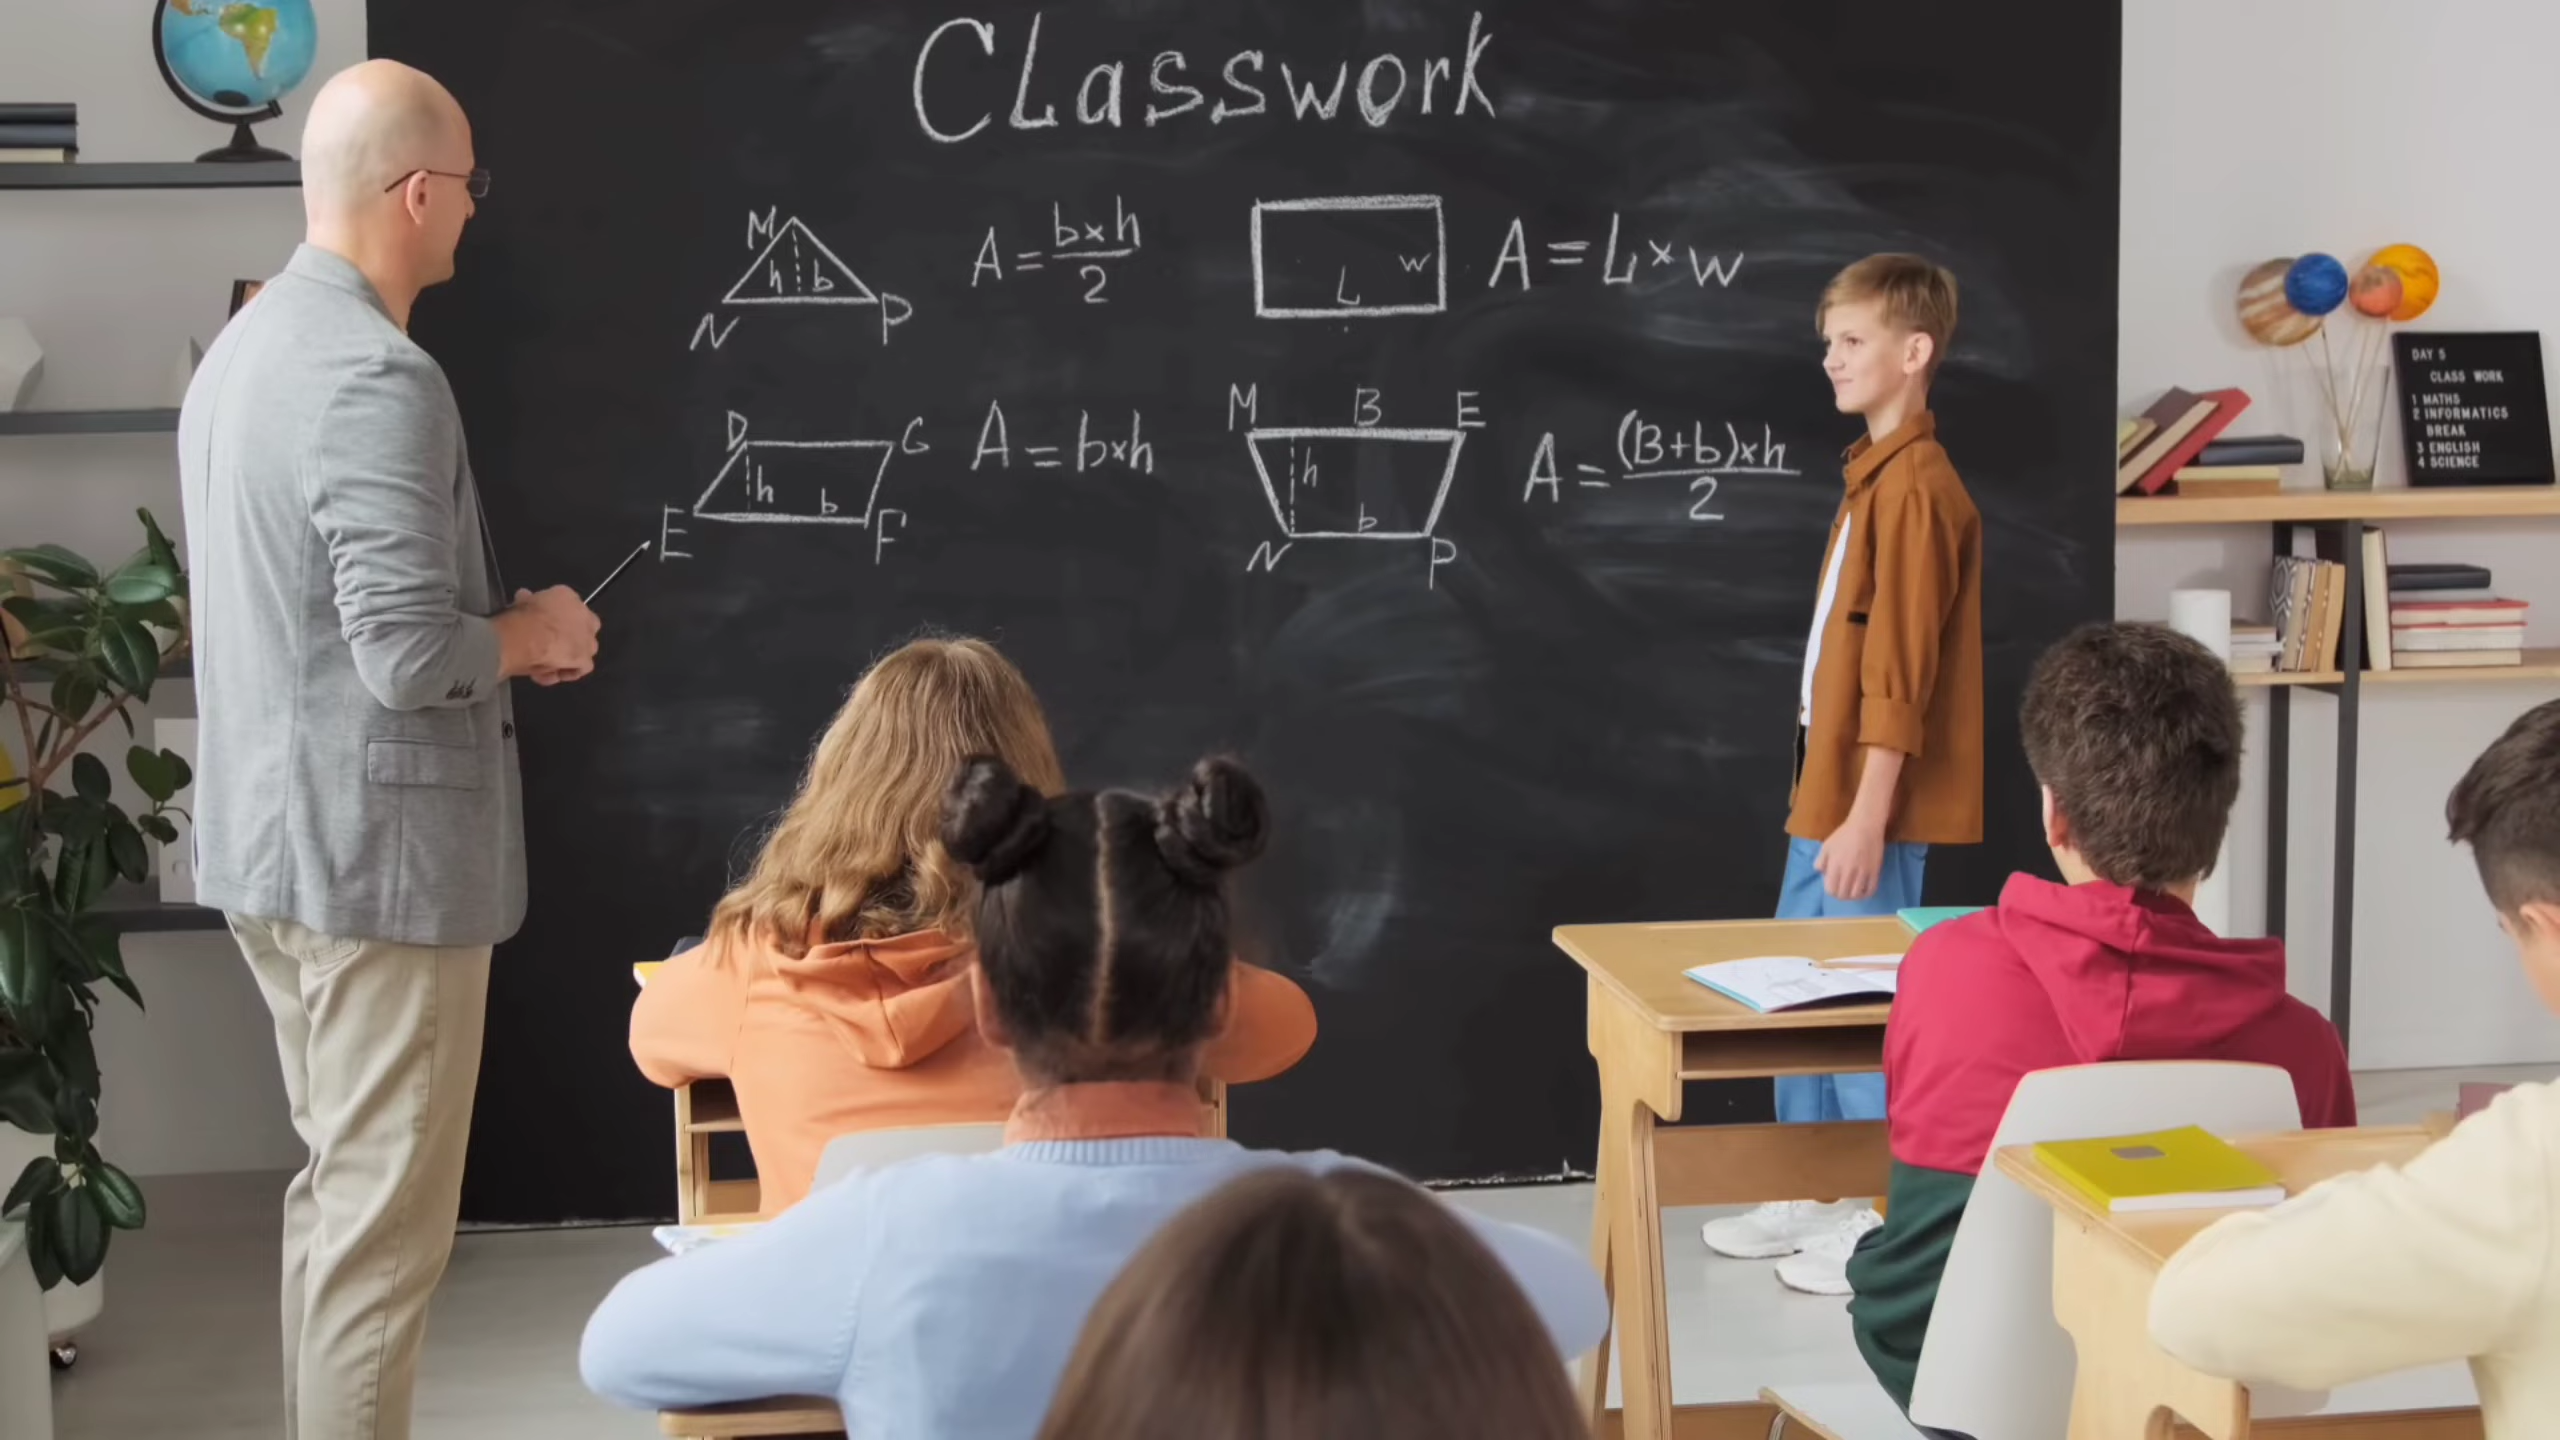 CLasswork
M
h b
N P
A = b×h / 2
L w
A = L×w
D G
h b
E F
A = b×h
M B E
h
b
N P
A = (B+b)×h / 2
DAY 5
CLASS WORK
1 MATHS
2 INFORMATICS
BREAK
3 ENGLISH
4 SCIENCE